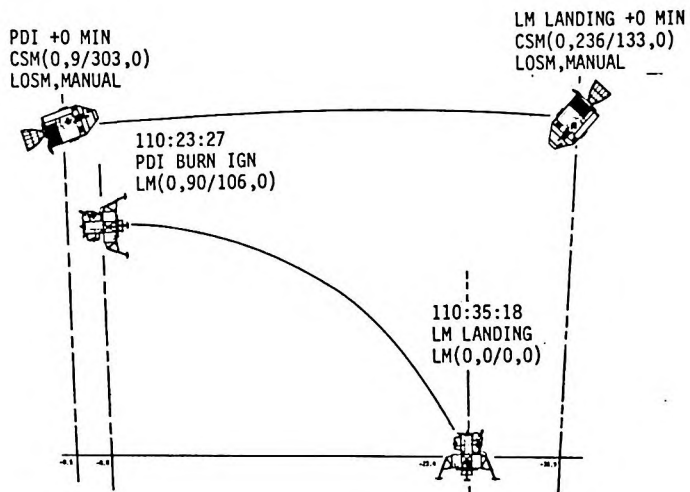 PDI +0 MIN
CSM(0,9/303,0)
LOSM,MANUAL
LM LANDING +0 MIN
CSM(0,236/133,0)
LOSM,MANUAL
110:23:27
PDI BURN IGN
LM(0,90/106,0)
110:35:18
LM LANDING
LM(0,0/0,0)